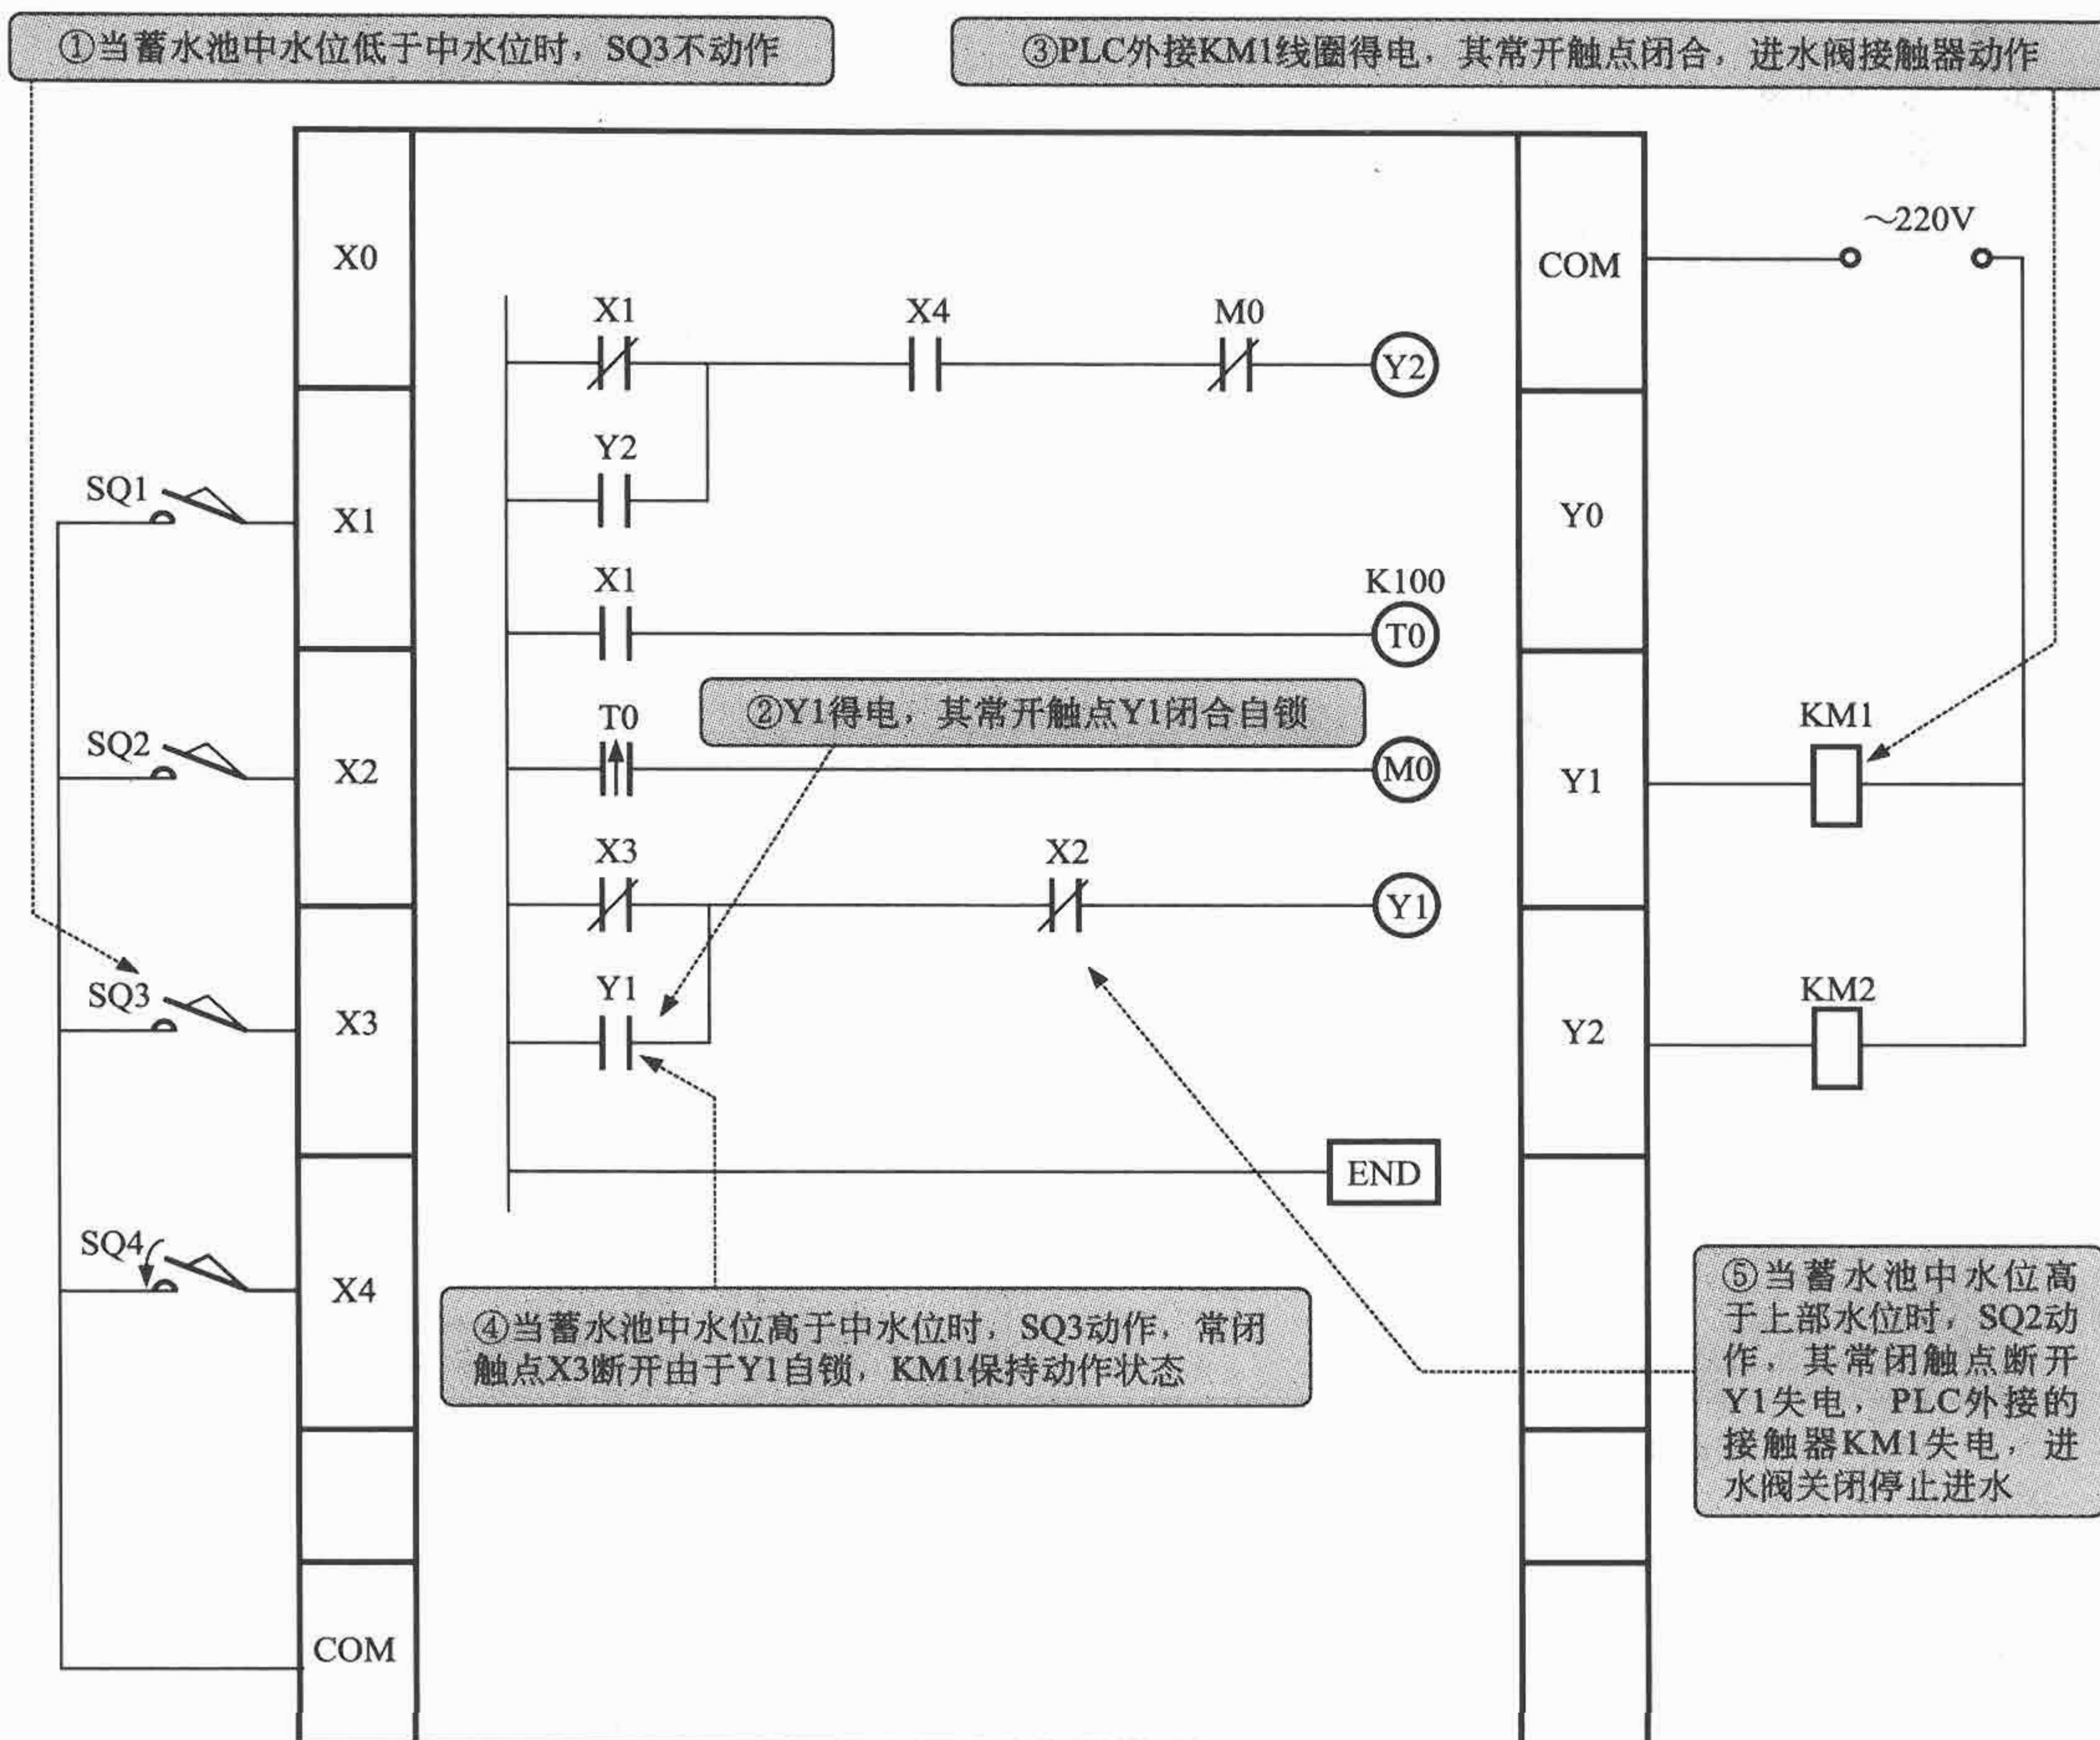 ①当蓄水池中水位低于中水位时，SQ3不动作
③PLC外接KM1线圈得电，其常开触点闭合，进水阀接触器动作
X0
COM
～220V
X1
X4
M0
Y2
Y2
SQ1
X1
Y0
X1
K100
T0
②Y1得电，其常开触点Y1闭合自锁
T0
M0
SQ2
X2
Y1
KM1
X3
X2
Y1
SQ3
X3
Y1
Y2
KM2
END
SQ4
X4
④当蓄水池中水位高于中水位时，SQ3动作，常闭
触点X3断开由于Y1自锁，KM1保持动作状态
⑤当蓄水池中水位高
于上部水位时，SQ2动
作，其常闭触点断开
Y1失电，PLC外接的
接触器KM1失电，进
水阀关闭停止进水
COM